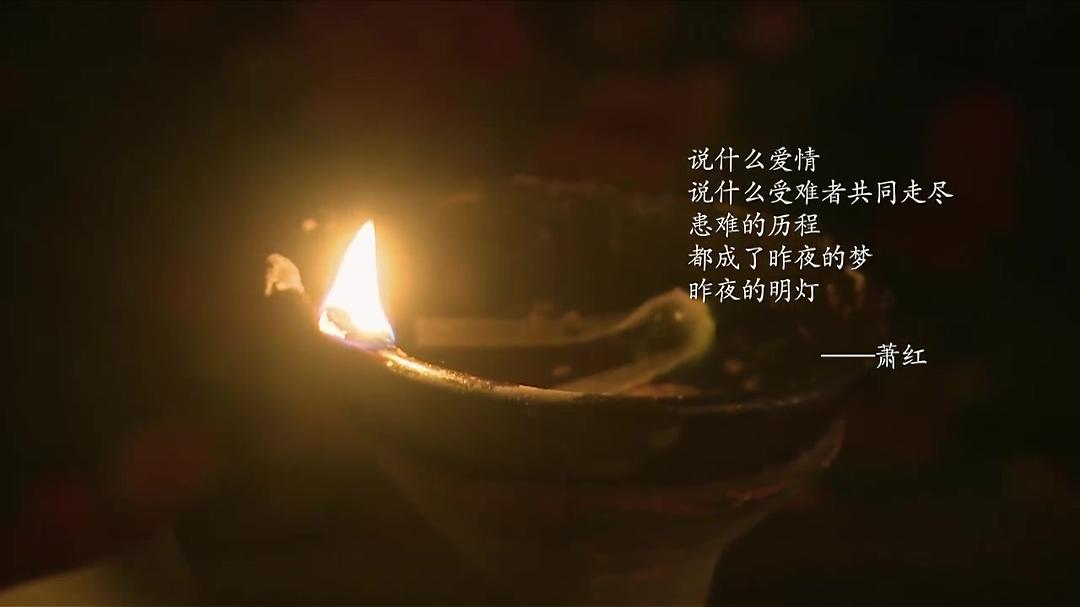 说什么爱情
说什么受难者共同走尽
患难的历程
都成了昨夜的梦
昨夜的明灯
——萧红